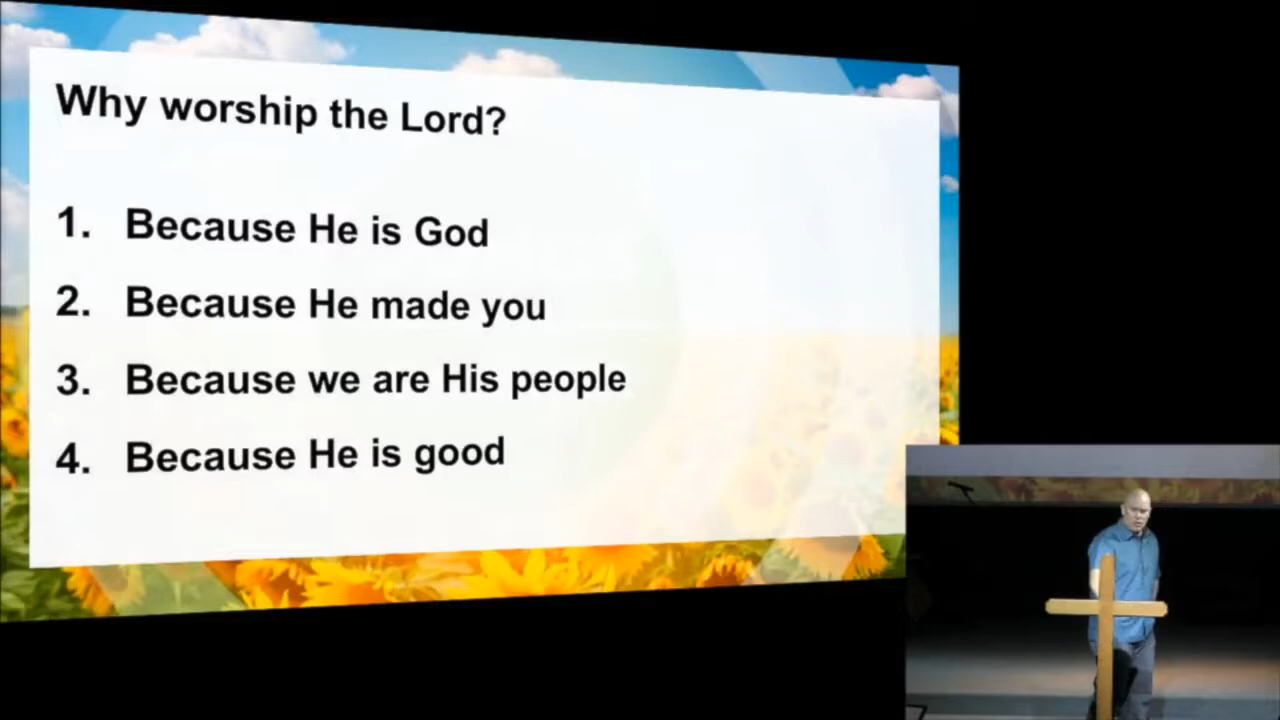 Why worship the Lord?
1. Because He is God
2. Because He made you
3. Because we are His people
4. Because He is good